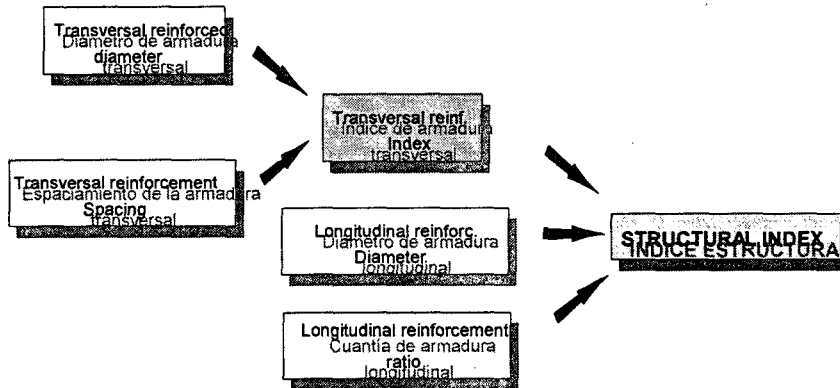 Transversal reinforced
Diámetro de armadura
diameter
transversal
Transversal reinf.
Indice de armadura
Index
transversal
Transversal reinforcement
Espaciamiento de la armadura
Spacing
transversal
Longitudinal reinforc.
Diámetro de armadura
Diameter
longitudinal
STRUCTURAL INDEX
INDICE ESTRUCTURA
Longitudinal reinforcement
Cuantía de armadura
ratio
longitudinal